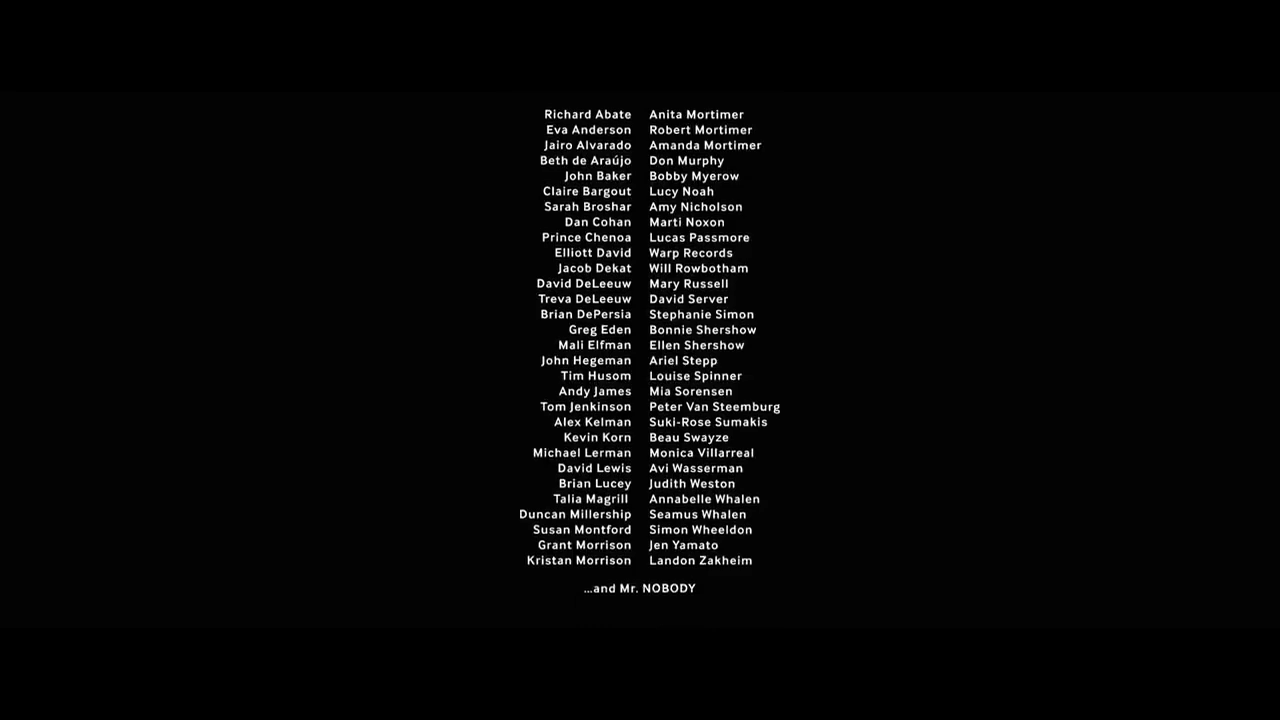 Richard Abate Anita Mortimer
Eva Anderson Robert Mortimer
Jairo Alvarado Amanda Mortimer
Beth de Araújo Don Murphy
John Baker Bobby Myerow
Claire Bargout Lucy Noah
Sarah Broshar Amy Nicholson
Dan Cohan Marti Noxon
Prince Chenoa Lucas Passmore
Elliott David Warp Records
Jacob Dekat Will Rowbotham
David DeLeeuw Mary Russell
Treva DeLeeuw David Server
Brian DePersia Stephanie Simon
Greg Eden Bonnie Shershow
Mali Elfman Ellen Shershow
John Hegeman Ariel Stepp
Tim Husom Louise Spinner
Andy James Mia Sorensen
Tom Jenkinson Peter Van Steemburg
Alex Kelman Suki-Rose Sumakis
Kevin Korn Beau Swayze
Michael Lerman Monica Villarreal
David Lewis Avi Wasserman
Brian Lucey Judith Weston
Talia Magrill Annabelle Whalen
Duncan Millership Seamus Whalen
Susan Montford Simon Wheeldon
Grant Morrison Jen Yamato
Kristan Morrison Landon Zakheim
...and Mr. NOBODY